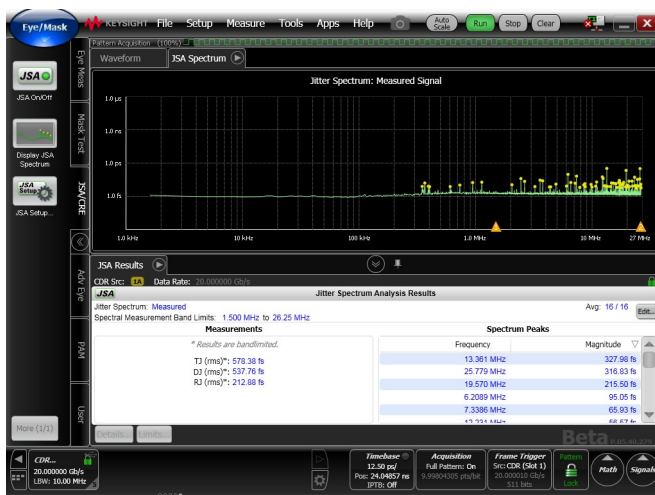 Eye/Mask
KEYSIGHT File Setup Measure Tools Apps Help
Auto Scale
Run
Stop
Clear
Pattern Acquisition (100%)
Waveform
JSA Spectrum
JSA
JSA On/Off
Display JSA
Spectrum
JSA
Setup
JSA Setup...
Eye Meas
Mask Test
JSA/CRE
Adv Eye
PAM
User
More (1/1)
Jitter Spectrum: Measured Signal
1.0 µs
1.0 ns
1.0 ps
1.0 fs
1.0 kHz
10 kHz
100 kHz
1.0 MHz
10 MHz
27 MHz
JSA Results
CDR Src: 1A Data Rate: 20.000000 Gb/s
JSA
Jitter Spectrum Analysis Results
Jitter Spectrum: Measured
Avg: 16 / 16
Edit...
Spectral Measurement Band Limits: 1.500 MHz to 26.25 MHz
Measurements
* Results are bandlimited.
TJ (rms)*: 578.38 fs
DJ (rms)*: 537.76 fs
RJ (rms)*: 212.88 fs
Spectrum Peaks
Frequency Magnitude
13.361 MHz 327.98 fs
25.779 MHz 316.83 fs
19.570 MHz 215.50 fs
6.2089 MHz 95.05 fs
7.3386 MHz 65.93 fs
12.231 MHz 56.57 fs
Details...
Limits...
Beta
CDR...
20.000000 Gb/s
LBW: 10.00 MHz
Timebase
12.50 ps/
Pos: 24.04857 ns
IPTB: Off
Acquisition
Full Pattern: On
9.99804305 pts/bit
Frame Trigger
Src: CDR (Slot 1)
20.000010 Gb/s
511 bits
Pattern
Lock
Math
Signals